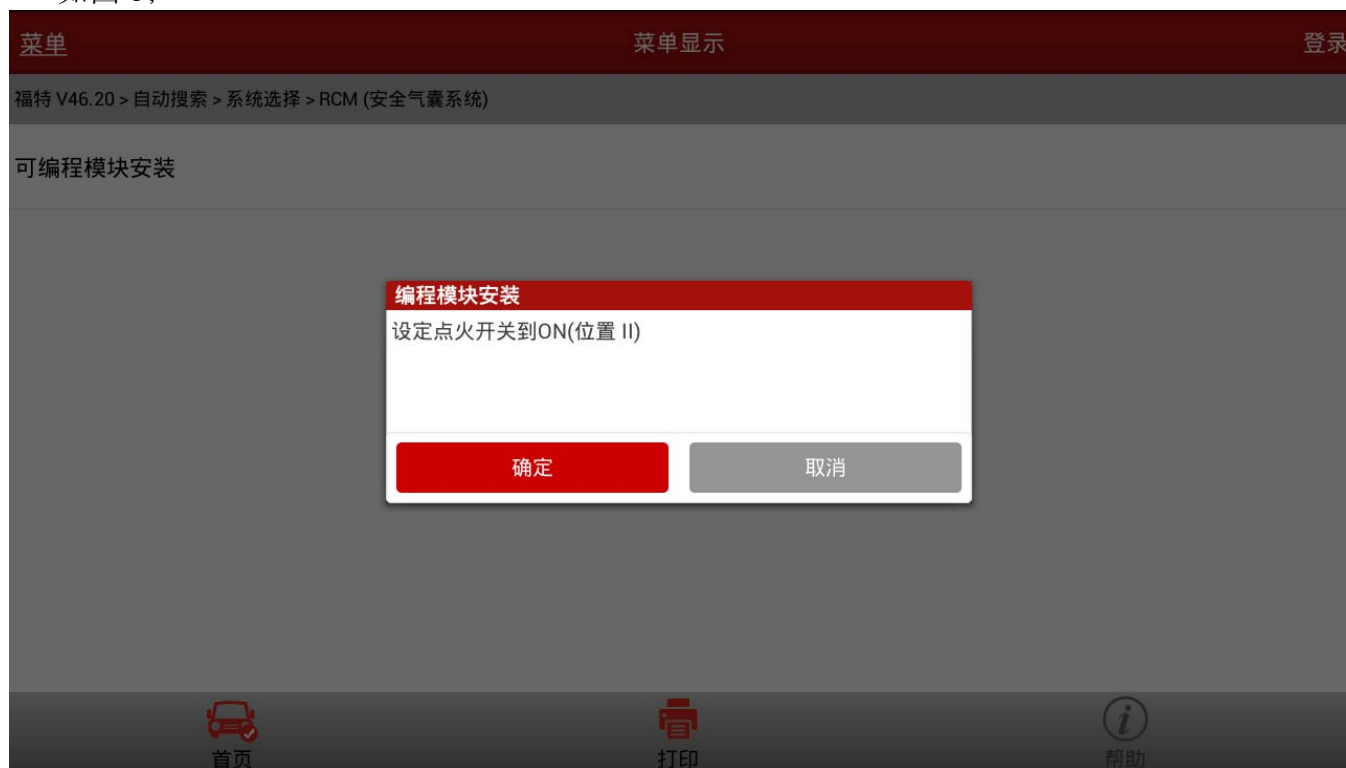 菜单
菜单显示
登录
福特 V46.20 > 自动搜索 > 系统选择 > RCM (安全气囊系统)
可编程模块安装
编程模块安装
设定点火开关到ON(位置 II)
确定
取消
首页
打印
帮助